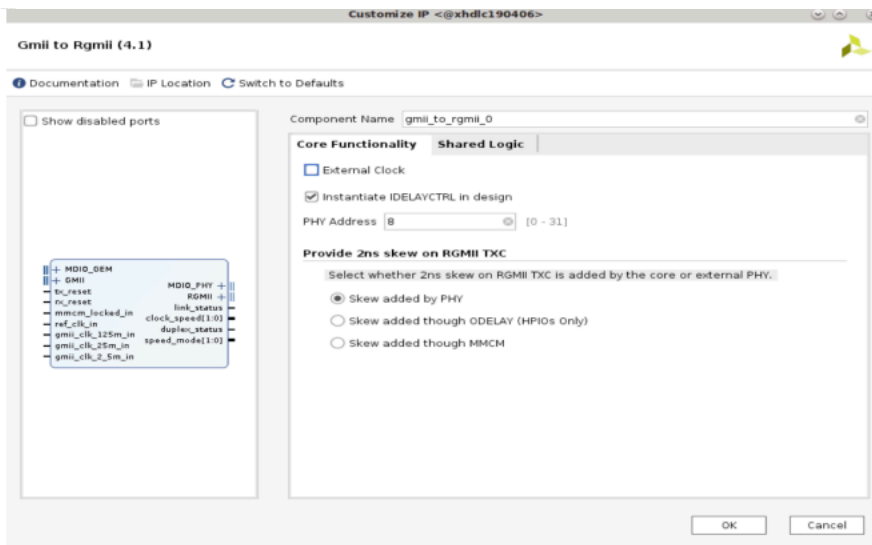 Customize IP <@xhdlc190406>
Gmii to Rgmii (4.1)
Documentation IP Location Switch to Defaults
Show disabled ports
MDIO_GEM
GMII
tx_reset
rx_reset
mmcm_locked_in
ref_clk_in
gmii_clk_125m_in
gmii_clk_25m_in
gmii_clk_2_5m_in
MDIO_PHY
RGMII
link_status
clock_speed[1:0]
duplex_status
speed_mode[1:0]
Component Name gmii_to_rgmii_0
Core Functionality Shared Logic
External Clock
Instantiate IDELAYCTRL in design
PHY Address 8 [0 - 31]
Provide 2ns skew on RGMII TXC
Select whether 2ns skew on RGMII TXC is added by the core or external PHY.
Skew added by PHY
Skew added though ODELAY (HPIOs Only)
Skew added though MMCM
OK Cancel